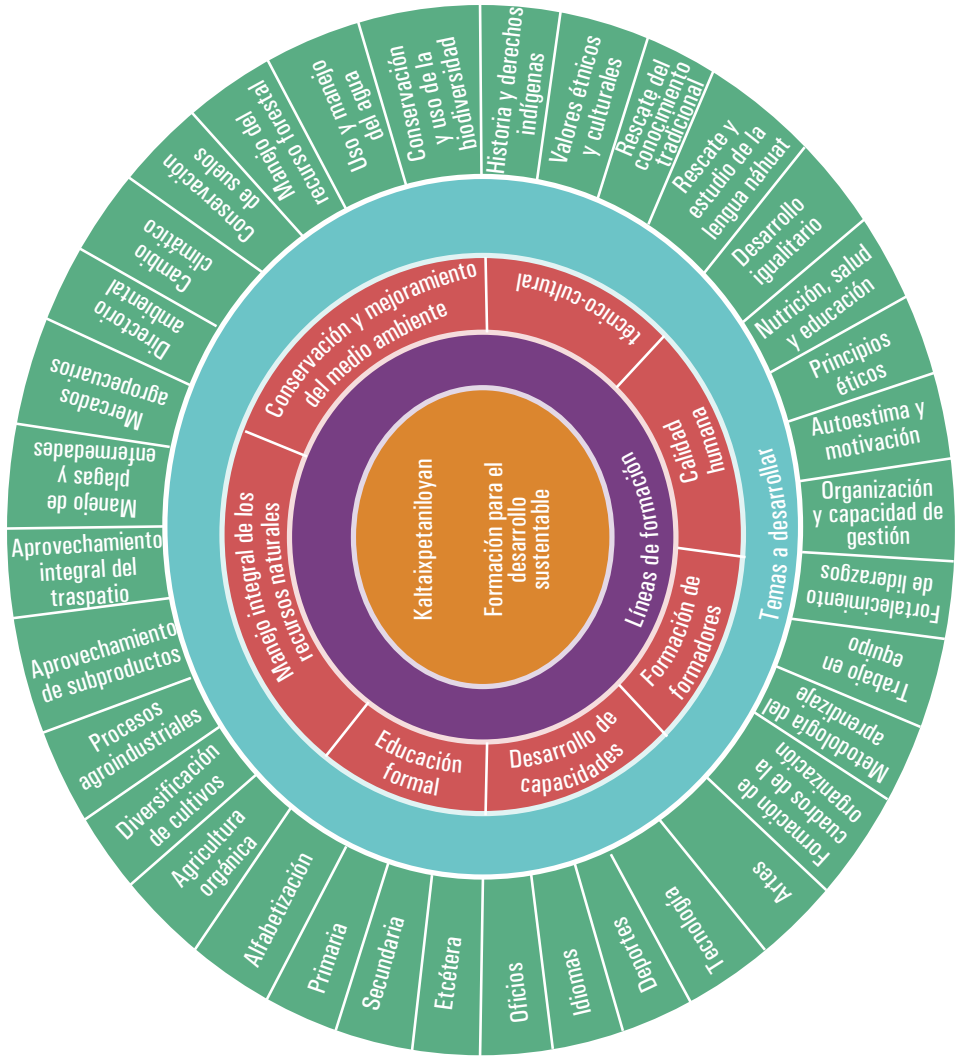 Kaltaixpetaniloyan
Formación para el
desarrollo
sustentable
Líneas de formación
técnico-cultural
Calidad
humana
Formación de
formadores
Desarrollo de
capacidades
Educación
formal
Manejo integral de los
recursos naturales
Conservación y mejoramiento
del medio ambiente
Temas a desarrollar
Historia y derechos
indígenas
Valores étnicos
y culturales
Rescate del
conocimiento
tradicional
Rescate y
estudio de la
lengua náhuat
Desarrollo
igualitario
Nutrición, salud
y educación
Principios
éticos
Autoestima y
motivación
Organización
y capacidad de
gestión
Fortalecimiento
de liderazgos
Trabajo en
equipo
Metodología del
aprendizaje
Formación de
cuadros de la
organización
Artes
Tecnología
Deportes
Idiomas
Oficios
Etcétera
Secundaria
Primaria
Alfabetización
Agricultura
orgánica
Diversificación
de cultivos
Procesos
agroindustriales
Aprovechamiento
de subproductos
Aprovechamiento
integral del
traspatio
Manejo de
plagas y
enfermedades
Mercados
agropecuarios
Directorio
ambiental
Cambio
climático
Conservación
de suelos
Manejo del
recurso forestal
Uso y manejo
del agua
Conservación
y uso de la
biodiversidad